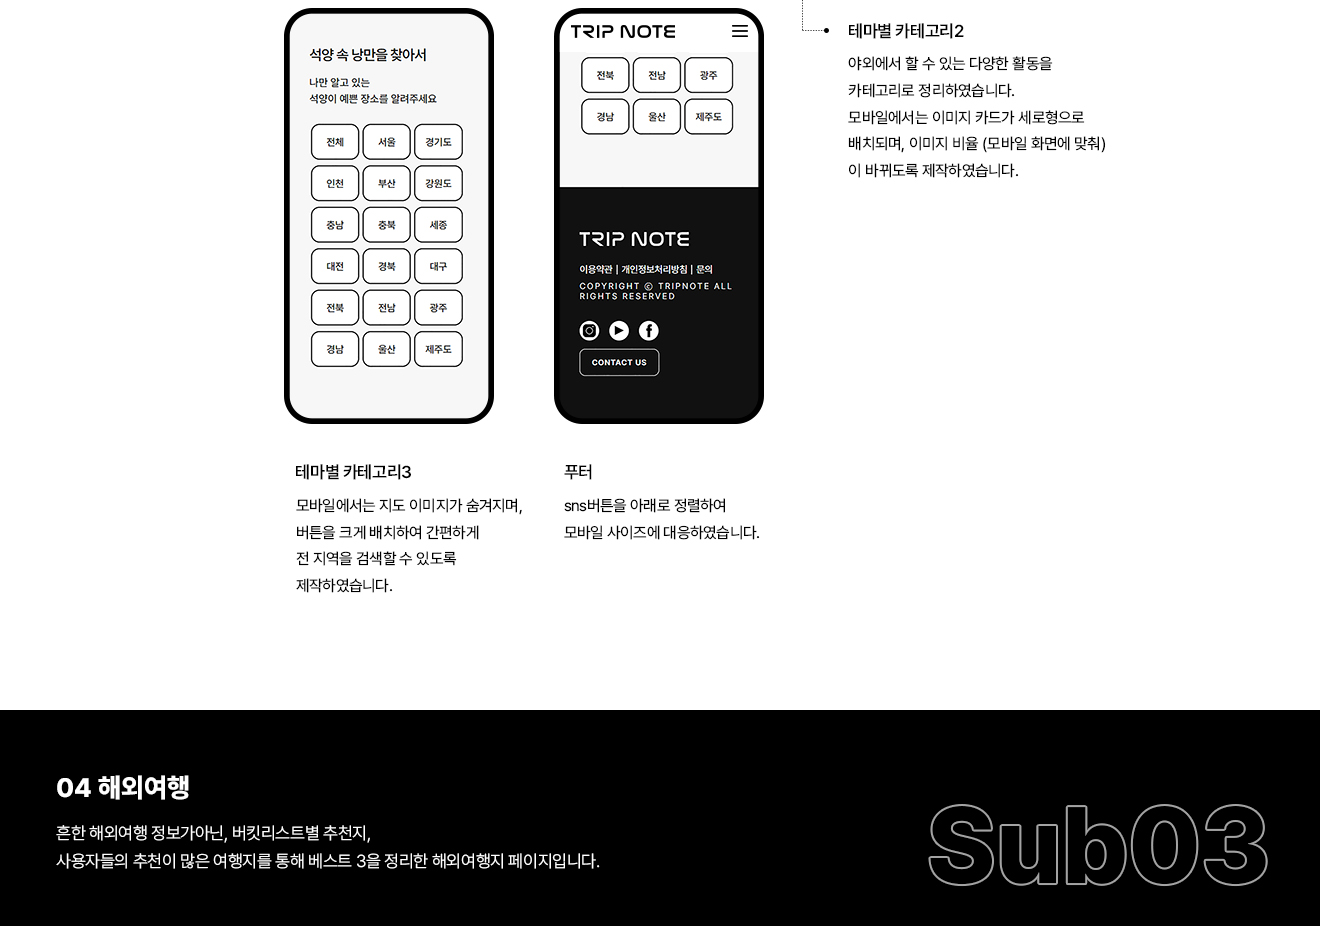 석양 속 낭만을 찾아서
나만 알고 있는
석양이 예쁜 장소를 알려주세요
전체 서울 경기도
인천 부산 강원도
충남 충북 세종
대전 경북 대구
전북 전남 광주
경남 울산 제주도
TRIP NOTE
전북 전남 광주
경남 울산 제주도
TRIP NOTE
이용약관 | 개인정보처리방침 | 문의
COPYRIGHT ⓒ TRIPNOTE ALL
RIGHTS RESERVED
CONTACT US
테마별 카테고리2
야외에서 할 수 있는 다양한 활동을
카테고리로 정리하였습니다.
모바일에서는 이미지 카드가 세로형으로
배치되며, 이미지 비율 (모바일 화면에 맞춰)
이 바뀌도록 제작하였습니다.
테마별 카테고리3
모바일에서는 지도 이미지가 숨겨지며,
버튼을 크게 배치하여 간편하게
전 지역을 검색할 수 있도록
제작하였습니다.
푸터
sns버튼을 아래로 정렬하여
모바일 사이즈에 대응하였습니다.
04 해외여행
흔한 해외여행 정보가아닌, 버킷리스트별 추천지,
사용자들의 추천이 많은 여행지를 통해 베스트 3을 정리한 해외여행지 페이지입니다.
Sub03